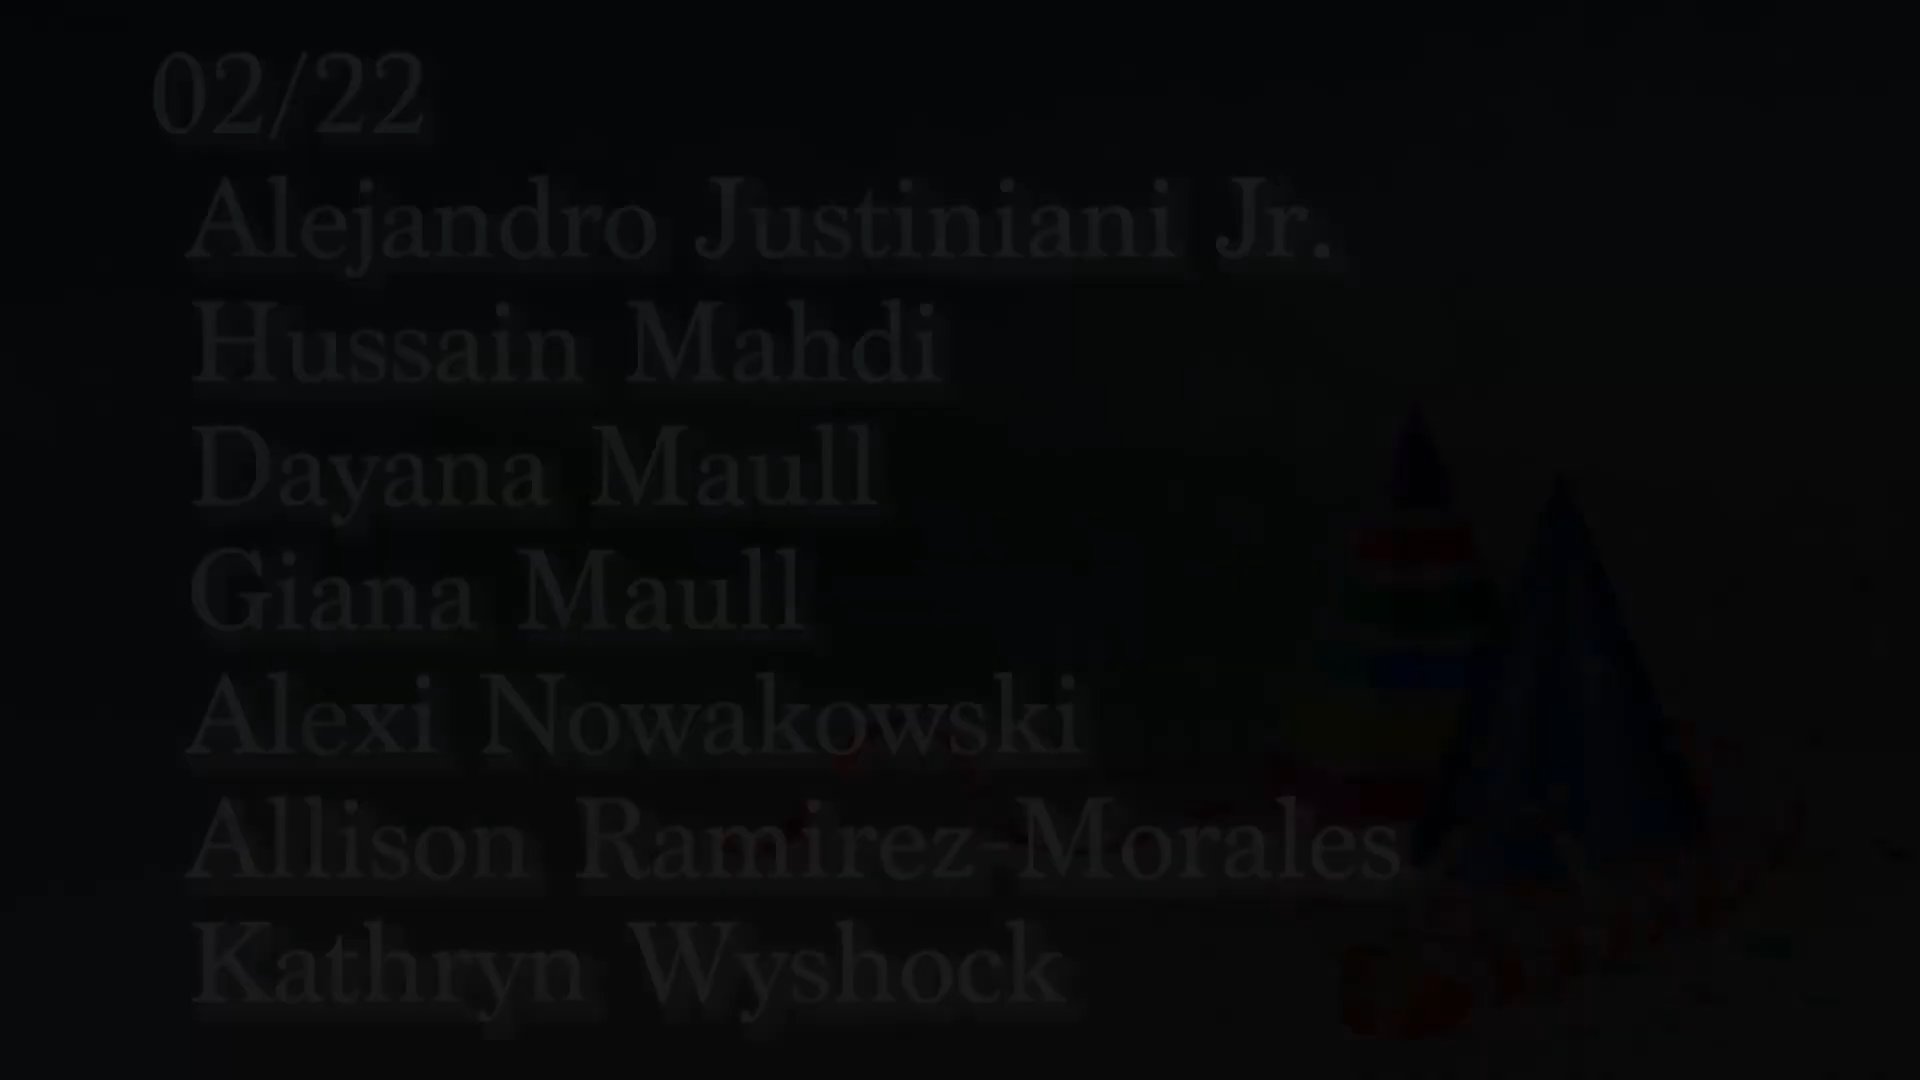 02/22
Alejandro Justiniani Jr.
Hussain Mahdi
Dayana Maull
Giana Maull
Alexi Nowakowski
Allison Ramirez-Morales
Kathryn Wyshock